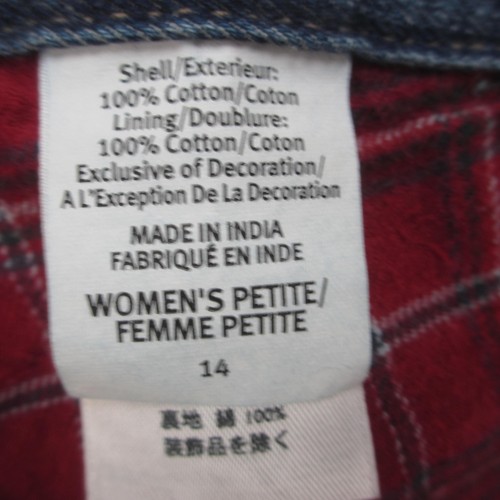 Shell/Exterieur:
100% Cotton/Coton
Lining/Doublure:
100% Cotton/Coton
Exclusive of Decoration/
A L"Exception De La Decoration
MADE IN INDIA
FABRIQUÉ EN INDE
WOMEN'S PETITE/
FEMME PETITE
14
裏地 綿 100%
装飾品を除く